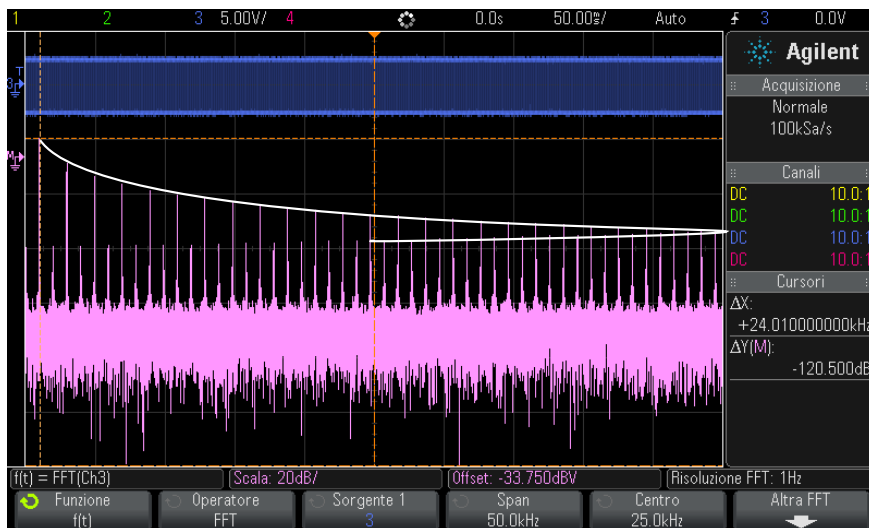 1 2 3 5.00V/ 4 0.0s 50.00㎳/ Auto 3 0.0V
T
3
M
Agilent
Acquisizione
Normale
100kSa/s
Canali
DC 10.0:1
DC 10.0:1
DC 10.0:1
DC 10.0:1
Cursori
ΔX:
+24.010000000kHz
ΔY(M):
-120.500dB
f(t) = FFT(Ch3) Scala: 20dB/ Offset: -33.750dBV Risoluzione FFT: 1Hz
Funzione Operatore Sorgente 1 Span Centro Altra FFT
f(t) FFT 3 50.0kHz 25.0kHz